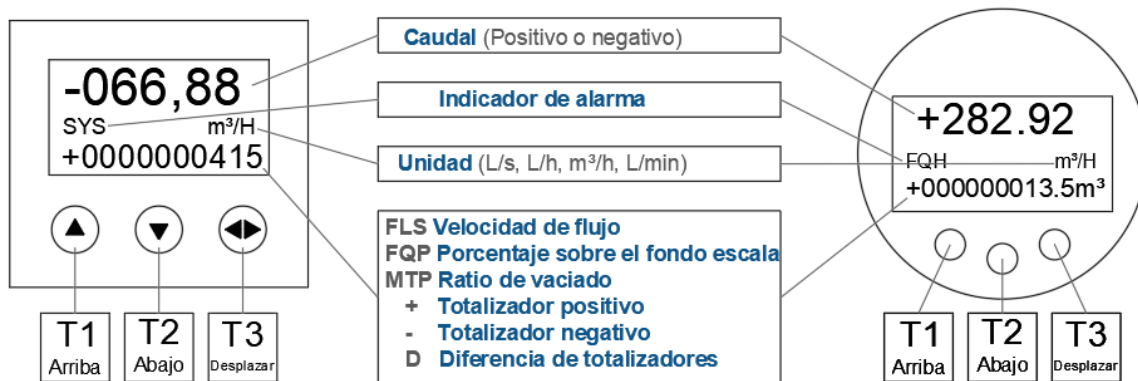 -066,88
SYS m³/H
+0000000415
T1
Arriba
T2
Abajo
T3
Desplazar
Caudal (Positivo o negativo)
Indicador de alarma
Unidad (L/s, L/h, m³/h, L/min)
FLS Velocidad de flujo
FQP Porcentaje sobre el fondo escala
MTP Ratio de vaciado
+ Totalizador positivo
- Totalizador negativo
D Diferencia de totalizadores
+282.92
FQH m³/H
+000000013.5m³
T1
Arriba
T2
Abajo
T3
Desplazar